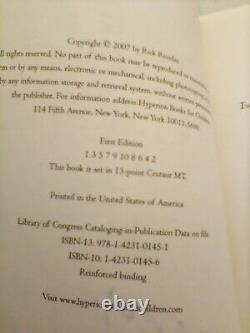 Copyright © 2007 by Rick Riordan
All rights reserved. No part of this book may be reproduced or transmitted
or by any means, electronic or mechanical, including photocopying,
by any information storage and retrieval system, without written
the publisher. For information address Hyperion Books for
114 Fifth Avenue, New York, New York 10011-5690.
First Edition
1 3 5 7 9 10 8 6 4 2
This book is set in 13-point Centaur MT.
Printed in the United States of America
Library of Congress Cataloging-in-Publication Data on file
ISBN-13: 978-1-4231-0145-1
ISBN-10: 1-4231-0145-6
Reinforced binding
Visit www.hyperion
children.com
Tw